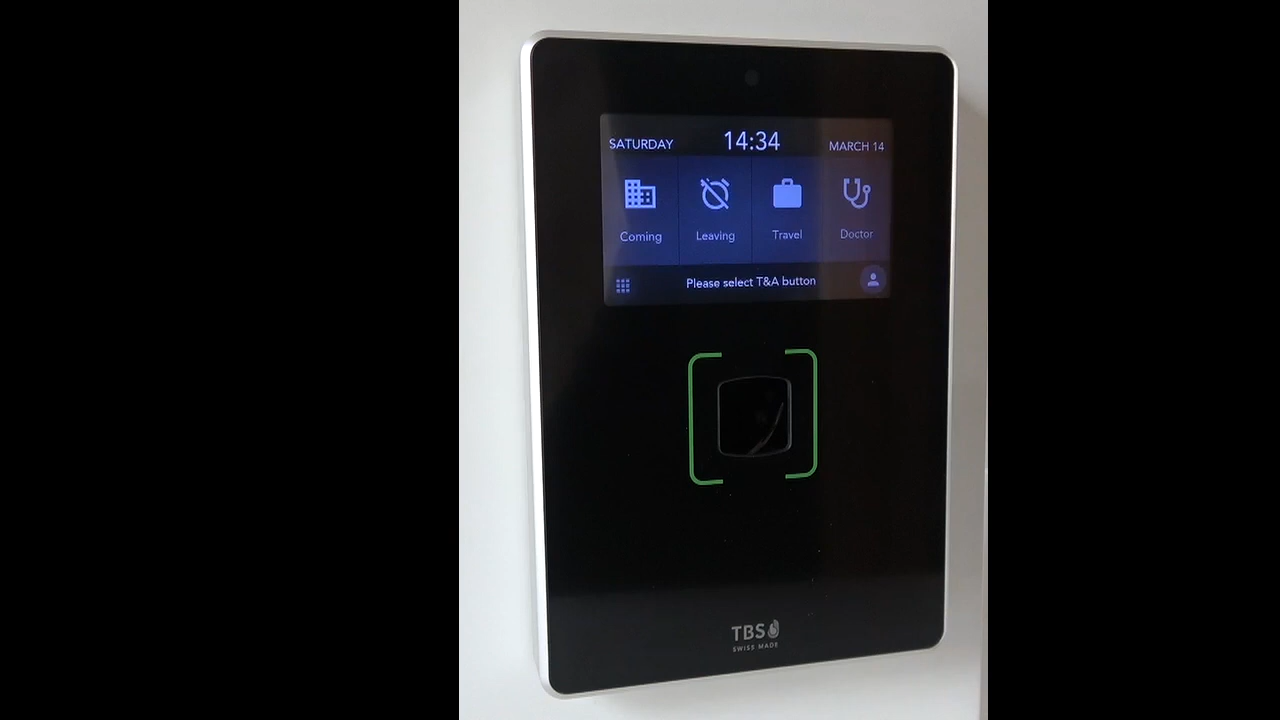 SATURDAY 14:34 MARCH 14
Coming Leaving Travel Doctor
Please select T&A button
TBS
SWISS MADE